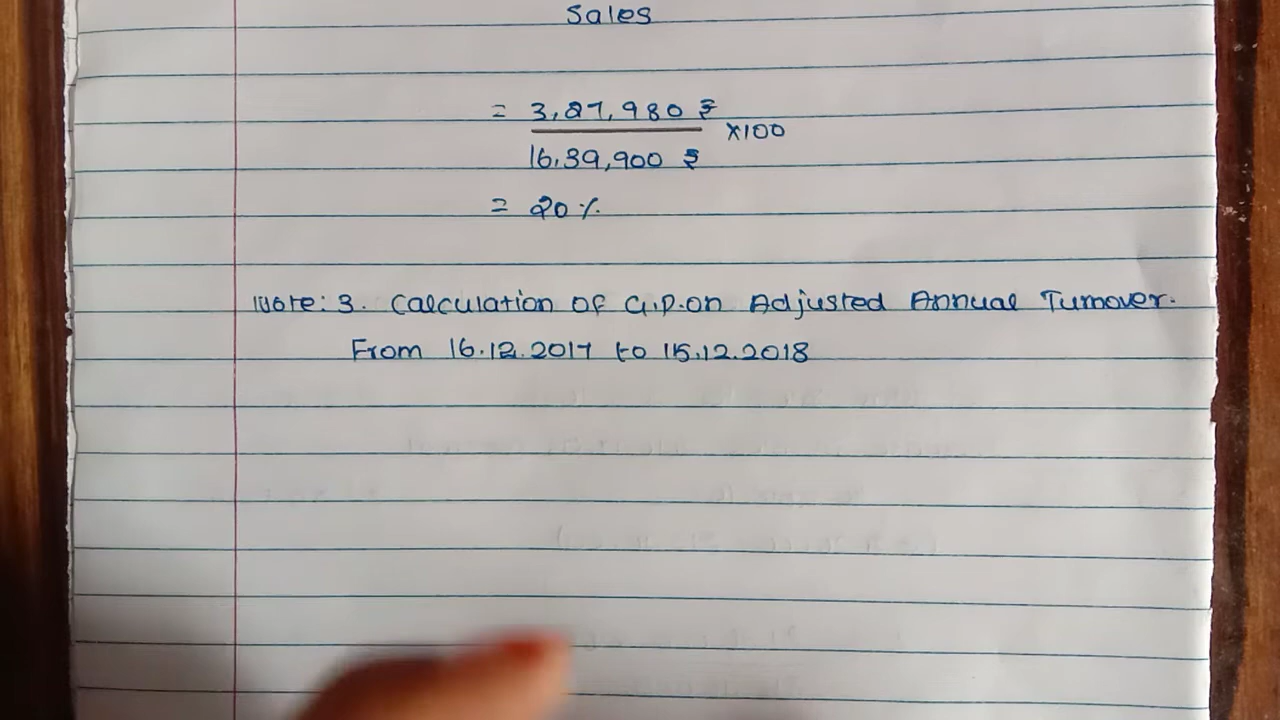 Sales
= 3,27,980 ₹
×100
16,39,900 ₹
= 20%
Note: 3. Calculation OF G.P. on Adjusted Annual Turnover.
From 16.12.2017 to 15.12.2018